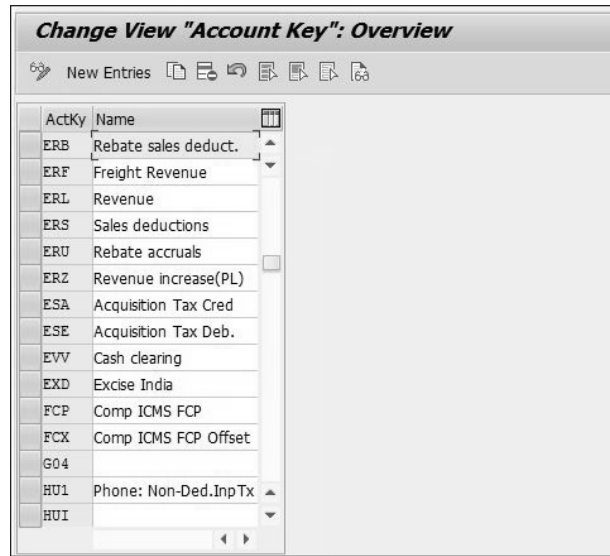 Change View "Account Key": Overview
New Entries
ActKy Name
ERB Rebate sales deduct.
ERF Freight Revenue
ERL Revenue
ERS Sales deductions
ERU Rebate accruals
ERZ Revenue increase(PL)
ESA Acquisition Tax Cred
ESE Acquisition Tax Deb.
EVV Cash clearing
EXD Excise India
FCP Comp ICMS FCP
FCX Comp ICMS FCP Offset
G04
HU1 Phone: Non-Ded.InpTx
HUI